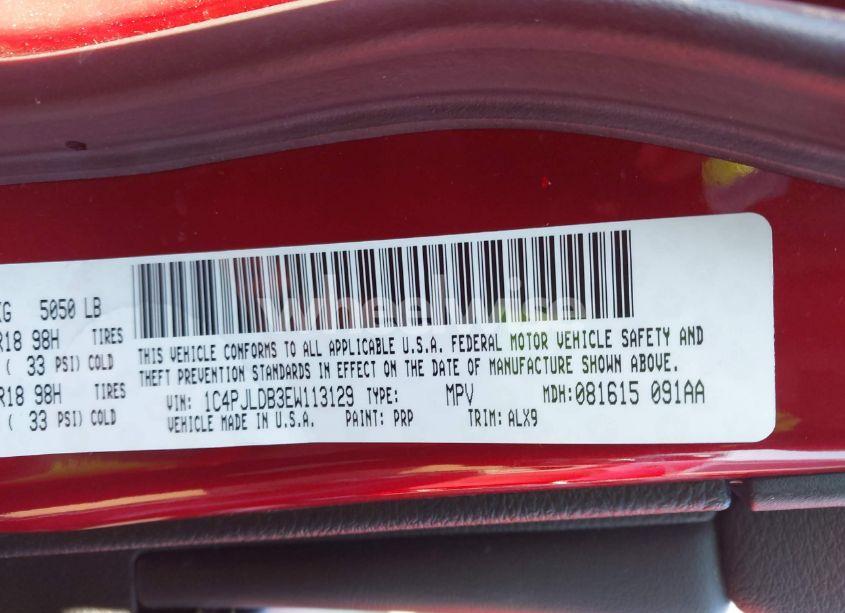 KG 5050 LB
R18 98H TIRES
( 33 PSI) COLD
R18 98H
( 33 PSI) COLD
wheelwise
THIS VEHICLE CONFORMS TO ALL APPLICABLE U.S.A. FEDERAL MOTOR VEHICLE SAFETY AND
THEFT PREVENTION STANDARDS IN EFFECT ON THE DATE OF MANUFACTURE SHOWN ABOVE.
VIN: 1C4PJLDB3EW113129 TYPE: MPV MDH: 081615 091AA
VEHICLE MADE IN U.S.A. PAINT: PRP TRIM: ALX9